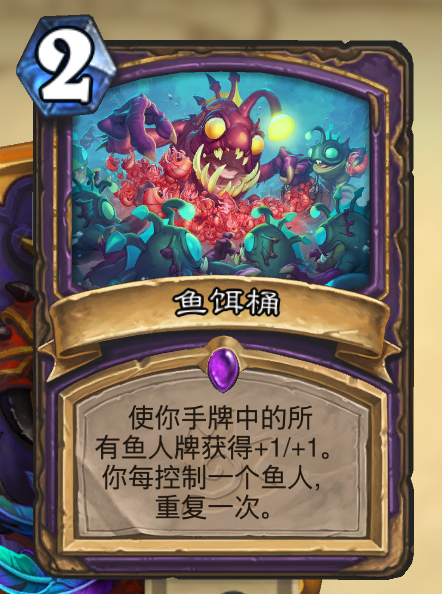 2
鱼饵桶
使你手牌中的所
有鱼人牌获得+1/+1。
你每控制一个鱼人，
重复一次。